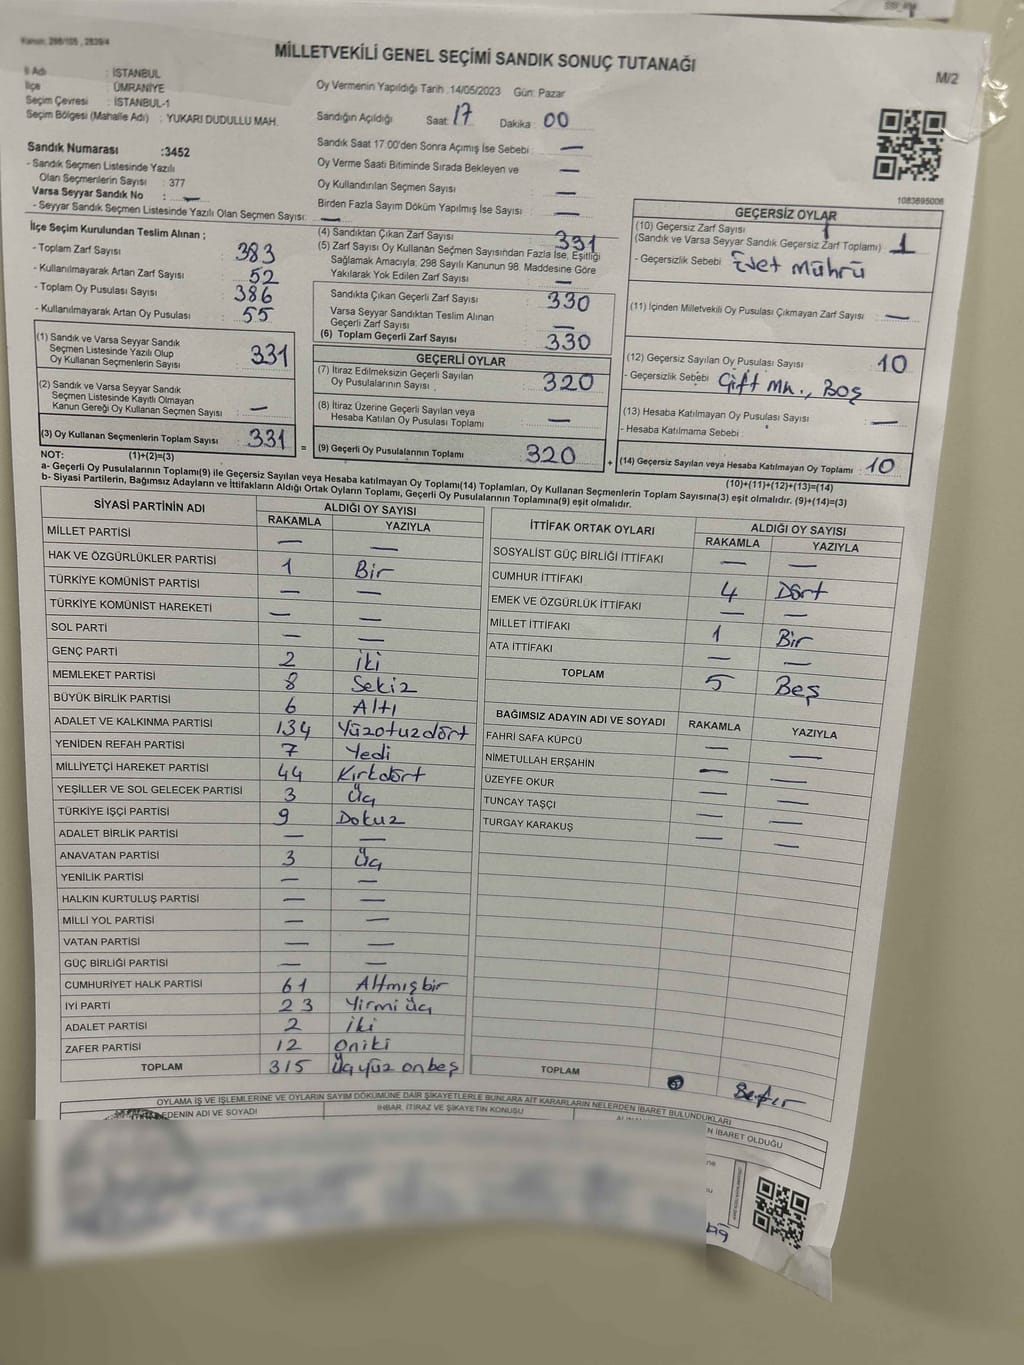 SSI_
Kanun: 298/105 , 2839/4
MİLLETVEKİLİ GENEL SEÇİMİ SANDIK SONUÇ TUTANAĞI
M/2
İl Adı : İSTANBUL
İlçe : ÜMRANİYE
Seçim Çevresi : İSTANBUL-1
Seçim Bölgesi (Mahalle Adı) : YUKARI DUDULLU MAH.
Sandık Numarası :3452
- Sandık Seçmen Listesinde Yazılı
Olan Seçmenlerin Sayısı : 377
Varsa Seyyar Sandık No : —
- Seyyar Sandık Seçmen Listesinde Yazılı Olan Seçmen Sayısı: —
Oy Vermenin Yapıldığı Tarih :14/05/2023 Gün: Pazar
Sandığın Açıldığı Saat: 17 Dakika : 00
Sandık Saat 17.00'den Sonra Açımış İse Sebebi : —
Oy Verme Saati Bitiminde Sırada Bekleyen ve —
Oy Kullandırılan Seçmen Sayısı : —
Birden Fazla Sayım Döküm Yapılmış İse Sayısı : —
1083695006
İlçe Seçim Kurulundan Teslim Alınan ;
- Toplam Zarf Sayısı : 383
- Kullanılmayarak Artan Zarf Sayısı : 52
- Toplam Oy Pusulası Sayısı : 386
- Kullanılmayarak Artan Oy Pusulası : 55
(1) Sandık ve Varsa Seyyar Sandık
Seçmen Listesinde Yazılı Olup
Oy Kullanan Seçmenlerin Sayısı : 331
(2) Sandık ve Varsa Seyyar Sandık
Seçmen Listesinde Kayıtlı Olmayan
Kanun Gereği Oy Kullanan Seçmen Sayısı : —
(3) Oy Kullanan Seçmenlerin Toplam Sayısı : 331 =
(4) Sandıktan Çıkan Zarf Sayısı : 331
(5) Zarf Sayısı Oy Kullanan Seçmen Sayısından Fazla İse, Eşitliği
Sağlamak Amacıyla; 298 Sayılı Kanunun 98. Maddesine Göre
Yakılarak Yok Edilen Zarf Sayısı : —
Sandıkta Çıkan Geçerli Zarf Sayısı : 330
Varsa Seyyar Sandıktan Teslim Alınan
Geçerli Zarf Sayısı : —
(6) Toplam Geçerli Zarf Sayısı : 330
GEÇERLİ OYLAR
(7) İtiraz Edilmeksizin Geçerli Sayılan
Oy Pusulalarının Sayısı : 320
(8) İtiraz Üzerine Geçerli Sayılan veya
Hesaba Katılan Oy Pusulası Toplamı : —
(9) Geçerli Oy Pusulalarının Toplamı : 320 +
GEÇERSİZ OYLAR
(10) Geçersiz Zarf Sayısı
(Sandık ve Varsa Seyyar Sandık Geçersiz Zarf Toplamı) : 1
- Geçersizlik Sebebi : Evet Mührü
(11) İçinden Milletvekili Oy Pusulası Çıkmayan Zarf Sayısı : —
(12) Geçersiz Sayılan Oy Pusulası Sayısı : 10
- Geçersizlik Sebebi : Çift Mh., Boş
(13) Hesaba Katılmayan Oy Pusulası Sayısı : —
- Hesaba Katılmama Sebebi :
(14) Geçersiz Sayılan veya Hesaba Katılmayan Oy Toplamı : 10
NOT: (1)+(2)=(3)
(10)+(11)+(12)+(13)=(14)
a- Geçerli Oy Pusulalarının Toplamı(9) ile Geçersiz Sayılan veya Hesaba Katılmayan Oy Toplamı(14) Toplamları, Oy Kullanan Seçmenlerin Toplam Sayısına(3) eşit olmalıdır. (9)+(14)=(3)
b- Siyasi Partilerin, Bağımsız Adayların ve İttifakların Aldığı Ortak Oyların Toplamı, Geçerli Oy Pusulalarının Toplamına(9) eşit olmalıdır.
SİYASİ PARTİNİN ADI ALDIĞI OY SAYISI
RAKAMLA YAZIYLA
MİLLET PARTİSİ — —
HAK VE ÖZGÜRLÜKLER PARTİSİ 1 Bir
TÜRKİYE KOMÜNİST PARTİSİ — —
TÜRKİYE KOMÜNİST HAREKETİ — —
SOL PARTİ — —
GENÇ PARTİ 2 iki
MEMLEKET PARTİSİ 8 Sekiz
BÜYÜK BİRLİK PARTİSİ 6 Altı
ADALET VE KALKINMA PARTİSİ 134 Yüzotuzdört
YENİDEN REFAH PARTİSİ 7 Yedi
MİLLİYETÇİ HAREKET PARTİSİ 44 Kırkdört
YEŞİLLER VE SOL GELECEK PARTİSİ 3 Üç
TÜRKİYE İŞÇİ PARTİSİ 9 Dokuz
ADALET BİRLİK PARTİSİ — —
ANAVATAN PARTİSİ 3 Üç
YENİLİK PARTİSİ — —
HALKIN KURTULUŞ PARTİSİ — —
MİLLİ YOL PARTİSİ — —
VATAN PARTİSİ — —
GÜÇ BİRLİĞİ PARTİSİ — —
CUMHURİYET HALK PARTİSİ 61 Altmışbir
İYİ PARTİ 23 Yirmi üç
ADALET PARTİSİ 2 iki
ZAFER PARTİSİ 12 Oniki
TOPLAM 315 Üçyüz onbeş
İTTİFAK ORTAK OYLARI ALDIĞI OY SAYISI
RAKAMLA YAZIYLA
SOSYALİST GÜÇ BİRLİĞİ İTTİFAKI — —
CUMHUR İTTİFAKI 4 Dört
EMEK VE ÖZGÜRLÜK İTTİFAKI — —
MİLLET İTTİFAKI 1 Bir
ATA İTTİFAKI — —
TOPLAM 5 Beş
BAĞIMSIZ ADAYIN ADI VE SOYADI RAKAMLA YAZIYLA
FAHRİ SAFA KÜPCÜ — —
NİMETULLAH ERŞAHİN — —
ÜZEYFE OKUR — —
TUNCAY TAŞÇI — —
TURGAY KARAKUŞ — —
TOPLAM Sıfır
OYLAMA İŞ VE İŞLEMLERİNE VE OYLARIN SAYIM DÖKÜMÜNE DAİR ŞİKAYETLERLE BUNLARA AİT KARARLARIN NELERDEN İBARET BULUNDUKLARI
EDENİN ADI VE SOYADI İHBAR, İTİRAZ VE ŞİKAYETİN KONUSU
N İBARET OLDUĞU